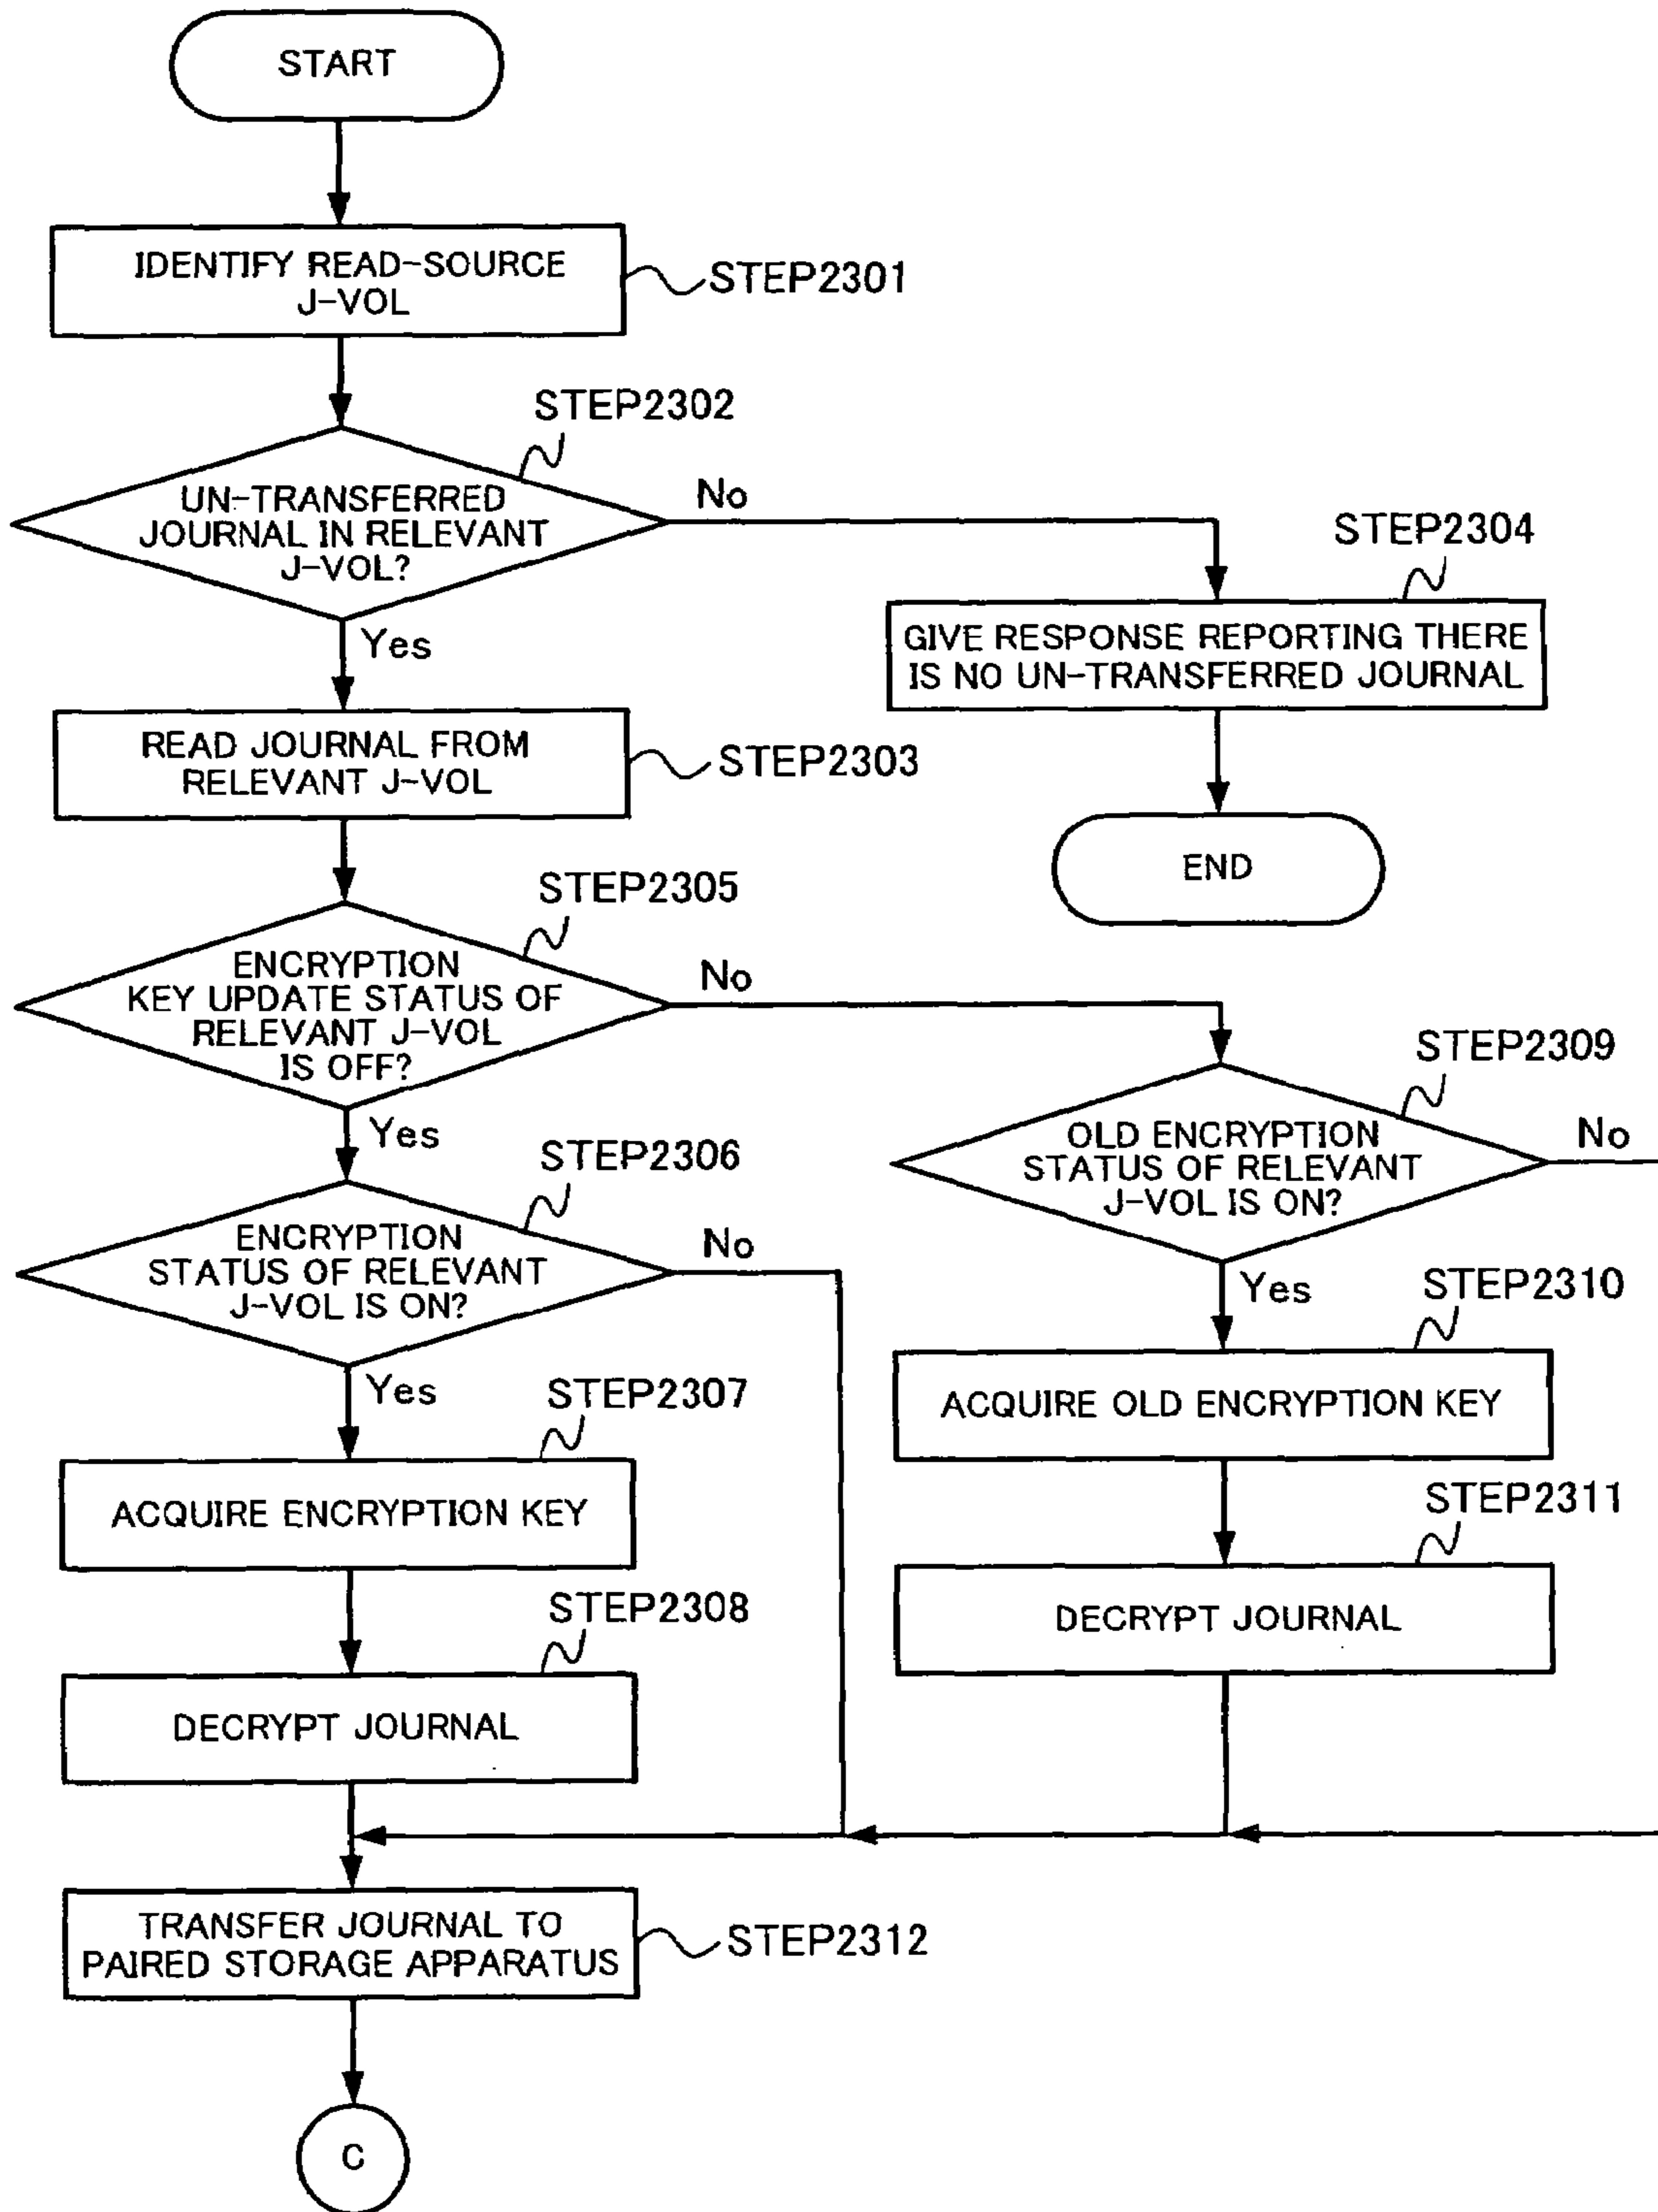 START
IDENTIFY READ-SOURCE
J-VOL
STEP2301
STEP2302
UN-TRANSFERRED
JOURNAL IN RELEVANT
J-VOL?
No
Yes
STEP2304
GIVE RESPONSE REPORTING THERE
IS NO UN-TRANSFERRED JOURNAL
END
READ JOURNAL FROM
RELEVANT J-VOL
STEP2303
STEP2305
ENCRYPTION
KEY UPDATE STATUS OF
RELEVANT J-VOL
IS OFF?
No
Yes
STEP2309
OLD ENCRYPTION
STATUS OF RELEVANT
J-VOL IS ON?
No
Yes
STEP2306
ENCRYPTION
STATUS OF RELEVANT
J-VOL IS ON?
No
Yes
STEP2310
ACQUIRE OLD ENCRYPTION KEY
STEP2307
ACQUIRE ENCRYPTION KEY
STEP2311
DECRYPT JOURNAL
STEP2308
DECRYPT JOURNAL
TRANSFER JOURNAL TO
PAIRED STORAGE APPARATUS
STEP2312
C